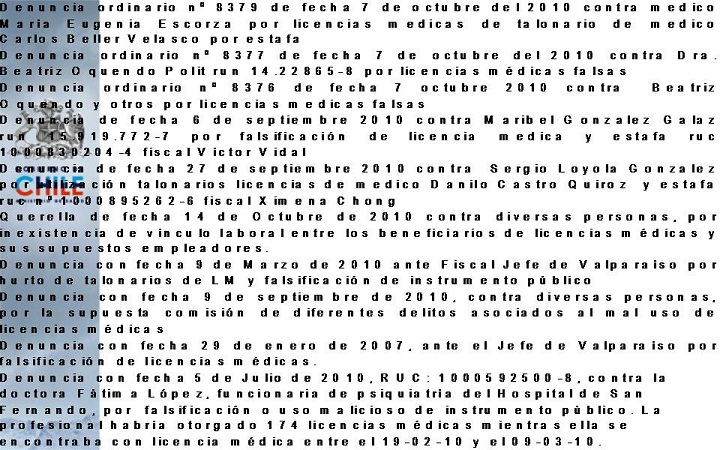 Denuncia ordinario nº 8379 de fecha 7 de octubre del 2010 contra medico
Maria Eugenia Escorza por licencias medicas de talonario de medico
Carlos Beller Velasco por estafa
Denuncia ordinario nº 8377 de fecha 7 de octubre del 2010 contra Dra.
Beatriz Oquendo Polit run 14.22865-8 por licencias médicas falsas
Denuncia ordinario nº 8376 de fecha 7 octubre 2010 contra Beatriz
Oquendo y otros por licencias medicas falsas
Denuncia de fecha 6 de septiembre 2010 contra Maribel Gonzalez Galaz
run 15.919.772-7 por falsificación de licencia medica y estafa ruc
1000830204-4 fiscal Victor Vidal
Denuncia de fecha 27 de septiembre 2010 contra Sergio Loyola Gonzalez
por utilización talonarios licencias de medico Danilo Castro Quiroz y estafa
ruc nº 1000895262-6 fiscal Ximena Chong
Querella de fecha 14 de Octubre de 2010 contra diversas personas, por
inexistencia de vinculo laboral entre los beneficiarios de licencias médicas y
sus supuestos empleadores.
Denuncia con fecha 9 de Marzo de 2010 ante Fiscal Jefe de Valparaiso por
hurto de talonarios de LM y falsificación de instrumento público
Denuncia con fecha 9 de septiembre de 2010, contra diversas personas,
por la supuesta comisión de diferentes delitos asociados al mal uso de
licencias médicas
Denuncia con fecha 29 de enero de 2007, ante el Jefe de Valparaiso por
falsificación de licencias médicas.
Denuncia con fecha 5 de Julio de 2010, RUC: 1000592500-8, contra la
doctora Fátima López, funcionaria de psiquiatria del Hospital de San
Fernando, por falsificación o uso malicioso de instrumento público. La
profesional habria otorgado 174 licencias médicas mientras ella se
encontraba con licencia médica entre el 19-02-10 y el 09-03-10.
CHILE